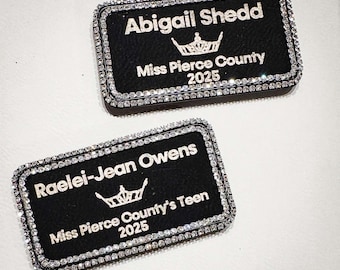 Abigail Shedd
Miss Pierce County
2025
Raelei-Jean Owens
Miss Pierce County's Teen
2025